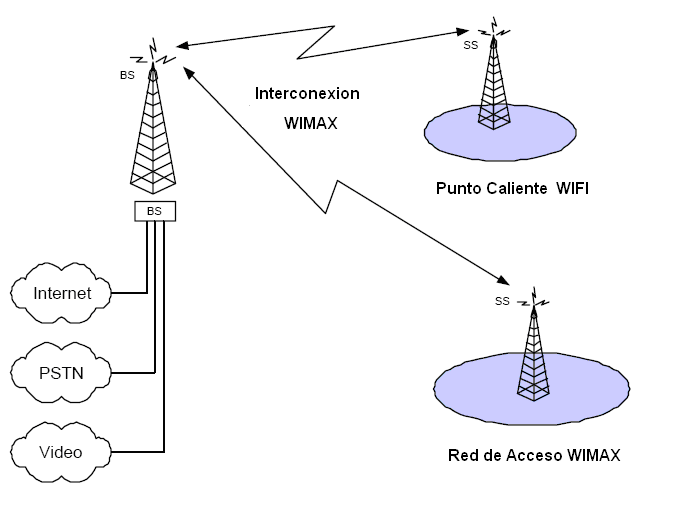 SS
BS
Interconexion
WIMAX
Punto Caliente WIFI
BS
Internet
SS
PSTN
Video
Red de Acceso WIMAX